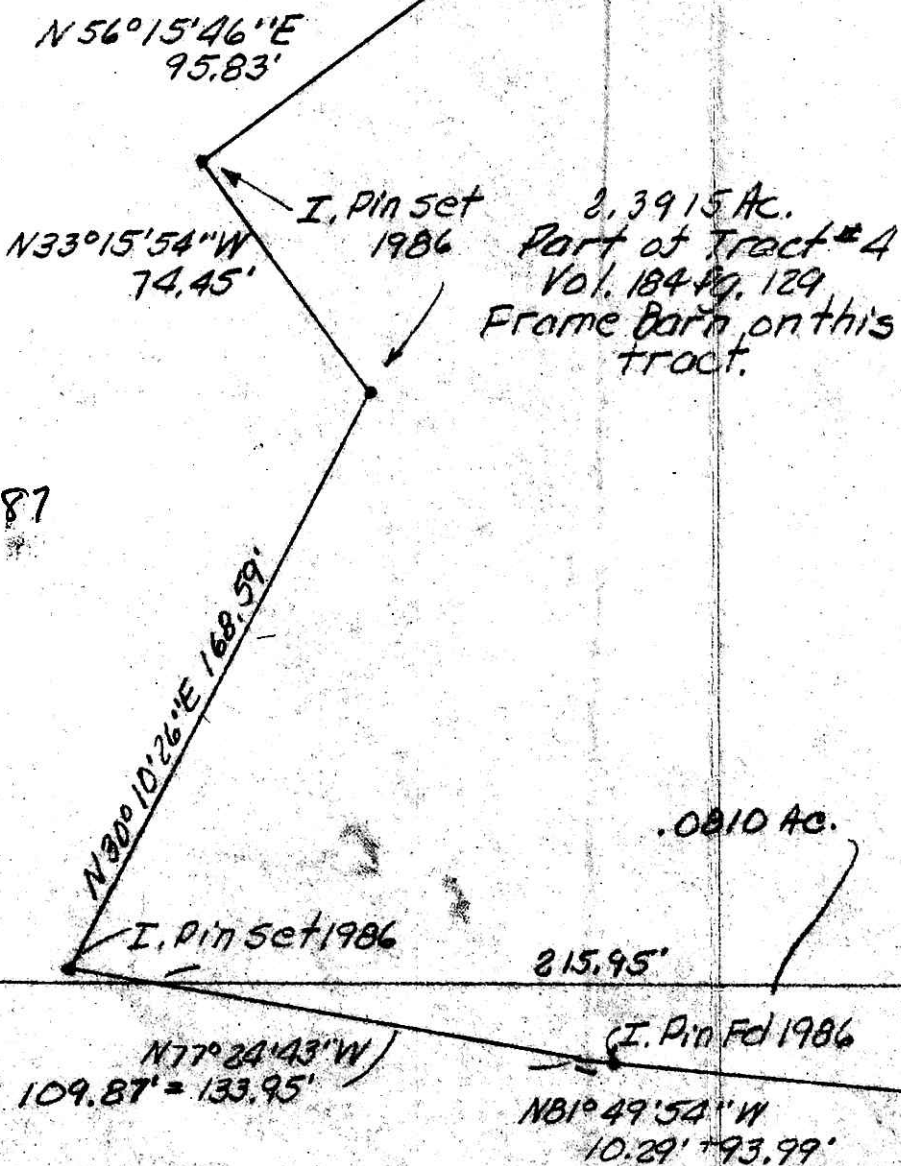 N 56°15'46"E
95.83'
I. Pin set
1986
N33°15'54"W
74.45'
2.3915 Ac.
Part of Tract #4
Vol. 184 Pg. 129
Frame Barn on this
tract.
87
N30°10'26"E 168.59'
.0810 Ac.
I. Pin set 1986
215.95'
I. Pin Fd 1986
N77°24'43"W
109.87' = 133.95'
N81°49'54"W
10.29' 93.99'